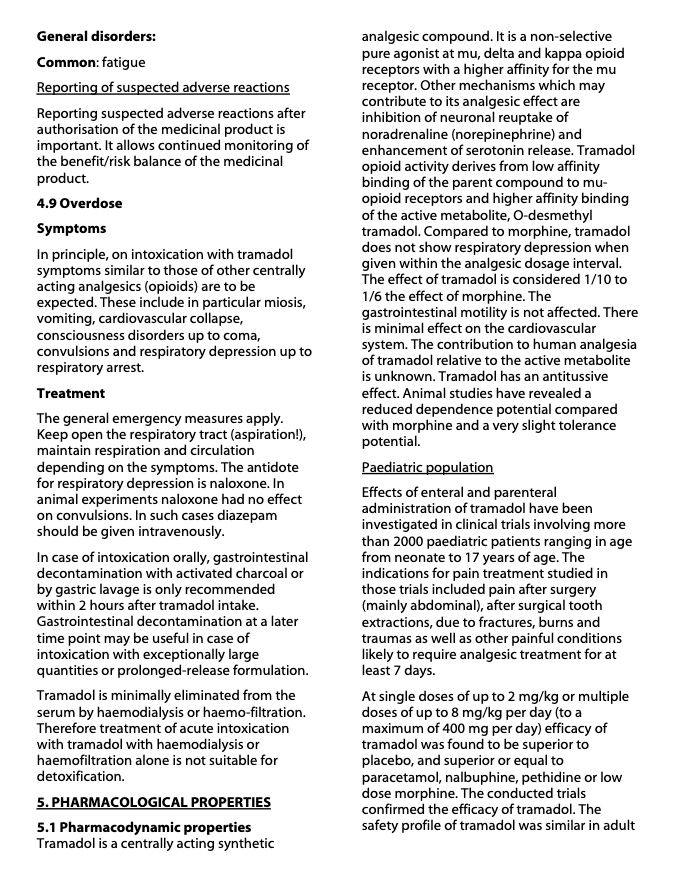 General disorders:
Common: fatigue
Reporting of suspected adverse reactions
Reporting suspected adverse reactions after
authorisation of the medicinal product is
important. It allows continued monitoring of
the benefit/risk balance of the medicinal
product.
4.9 Overdose
Symptoms
In principle, on intoxication with tramadol
symptoms similar to those of other centrally
acting analgesics (opioids) are to be
expected. These include in particular miosis,
vomiting, cardiovascular collapse,
consciousness disorders up to coma,
convulsions and respiratory depression up to
respiratory arrest.
Treatment
The general emergency measures apply.
Keep open the respiratory tract (aspiration!),
maintain respiration and circulation
depending on the symptoms. The antidote
for respiratory depression is naloxone. In
animal experiments naloxone had no effect
on convulsions. In such cases diazepam
should be given intravenously.
In case of intoxication orally, gastrointestinal
decontamination with activated charcoal or
by gastric lavage is only recommended
within 2 hours after tramadol intake.
Gastrointestinal decontamination at a later
time point may be useful in case of
intoxication with exceptionally large
quantities or prolonged-release formulation.
Tramadol is minimally eliminated from the
serum by haemodialysis or haemo-filtration.
Therefore treatment of acute intoxication
with tramadol with haemodialysis or
haemofiltration alone is not suitable for
detoxification.
5. PHARMACOLOGICAL PROPERTIES
5.1 Pharmacodynamic properties
Tramadol is a centrally acting synthetic
analgesic compound. It is a non-selective
pure agonist at mu, delta and kappa opioid
receptors with a higher affinity for the mu
receptor. Other mechanisms which may
contribute to its analgesic effect are
inhibition of neuronal reuptake of
noradrenaline (norepinephrine) and
enhancement of serotonin release. Tramadol
opioid activity derives from low affinity
binding of the parent compound to mu-
opioid receptors and higher affinity binding
of the active metabolite, O-desmethyl
tramadol. Compared to morphine, tramadol
does not show respiratory depression when
given within the analgesic dosage interval.
The effect of tramadol is considered 1/10 to
1/6 the effect of morphine. The
gastrointestinal motility is not affected. There
is minimal effect on the cardiovascular
system. The contribution to human analgesia
of tramadol relative to the active metabolite
is unknown. Tramadol has an antitussive
effect. Animal studies have revealed a
reduced dependence potential compared
with morphine and a very slight tolerance
potential.
Paediatric population
Effects of enteral and parenteral
administration of tramadol have been
investigated in clinical trials involving more
than 2000 paediatric patients ranging in age
from neonate to 17 years of age. The
indications for pain treatment studied in
those trials included pain after surgery
(mainly abdominal), after surgical tooth
extractions, due to fractures, burns and
traumas as well as other painful conditions
likely to require analgesic treatment for at
least 7 days.
At single doses of up to 2 mg/kg or multiple
doses of up to 8 mg/kg per day (to a
maximum of 400 mg per day) efficacy of
tramadol was found to be superior to
placebo, and superior or equal to
paracetamol, nalbuphine, pethidine or low
dose morphine. The conducted trials
confirmed the efficacy of tramadol. The
safety profile of tramadol was similar in adult